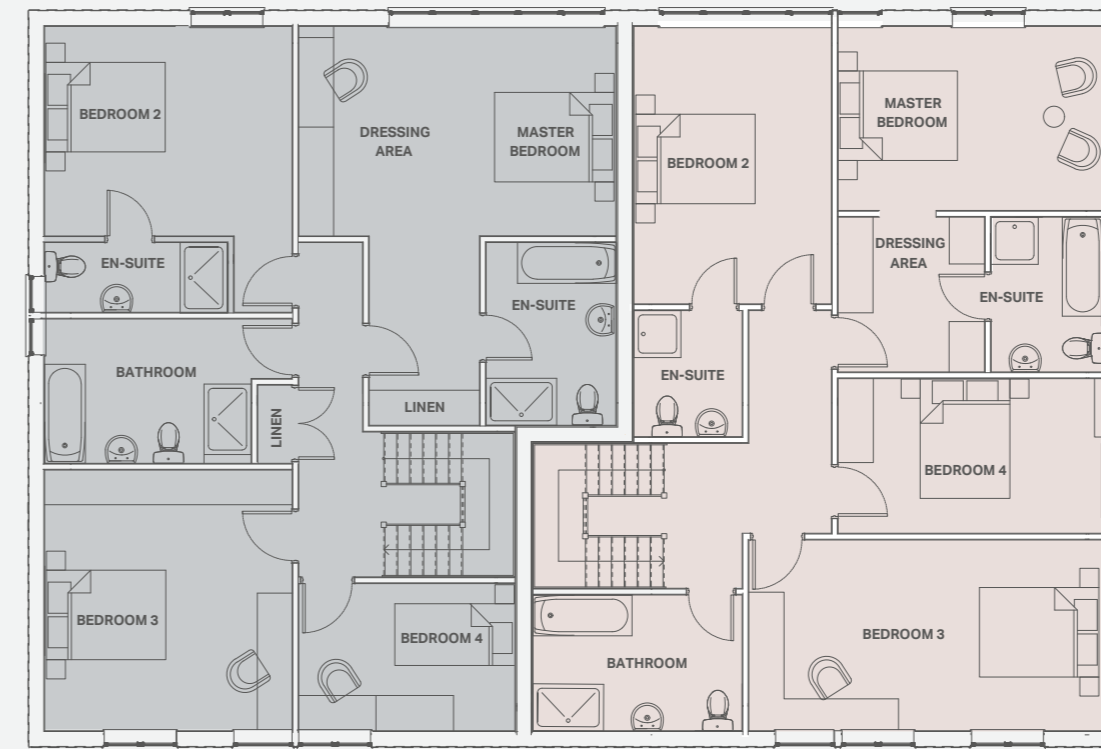 BEDROOM 2
DRESSING
AREA
MASTER
BEDROOM
EN-SUITE
EN-SUITE
BATHROOM
LINEN
LINEN
BEDROOM 3
BEDROOM 4
BEDROOM 2
MASTER
BEDROOM
DRESSING
AREA
EN-SUITE
EN-SUITE
BEDROOM 4
BEDROOM 3
BATHROOM